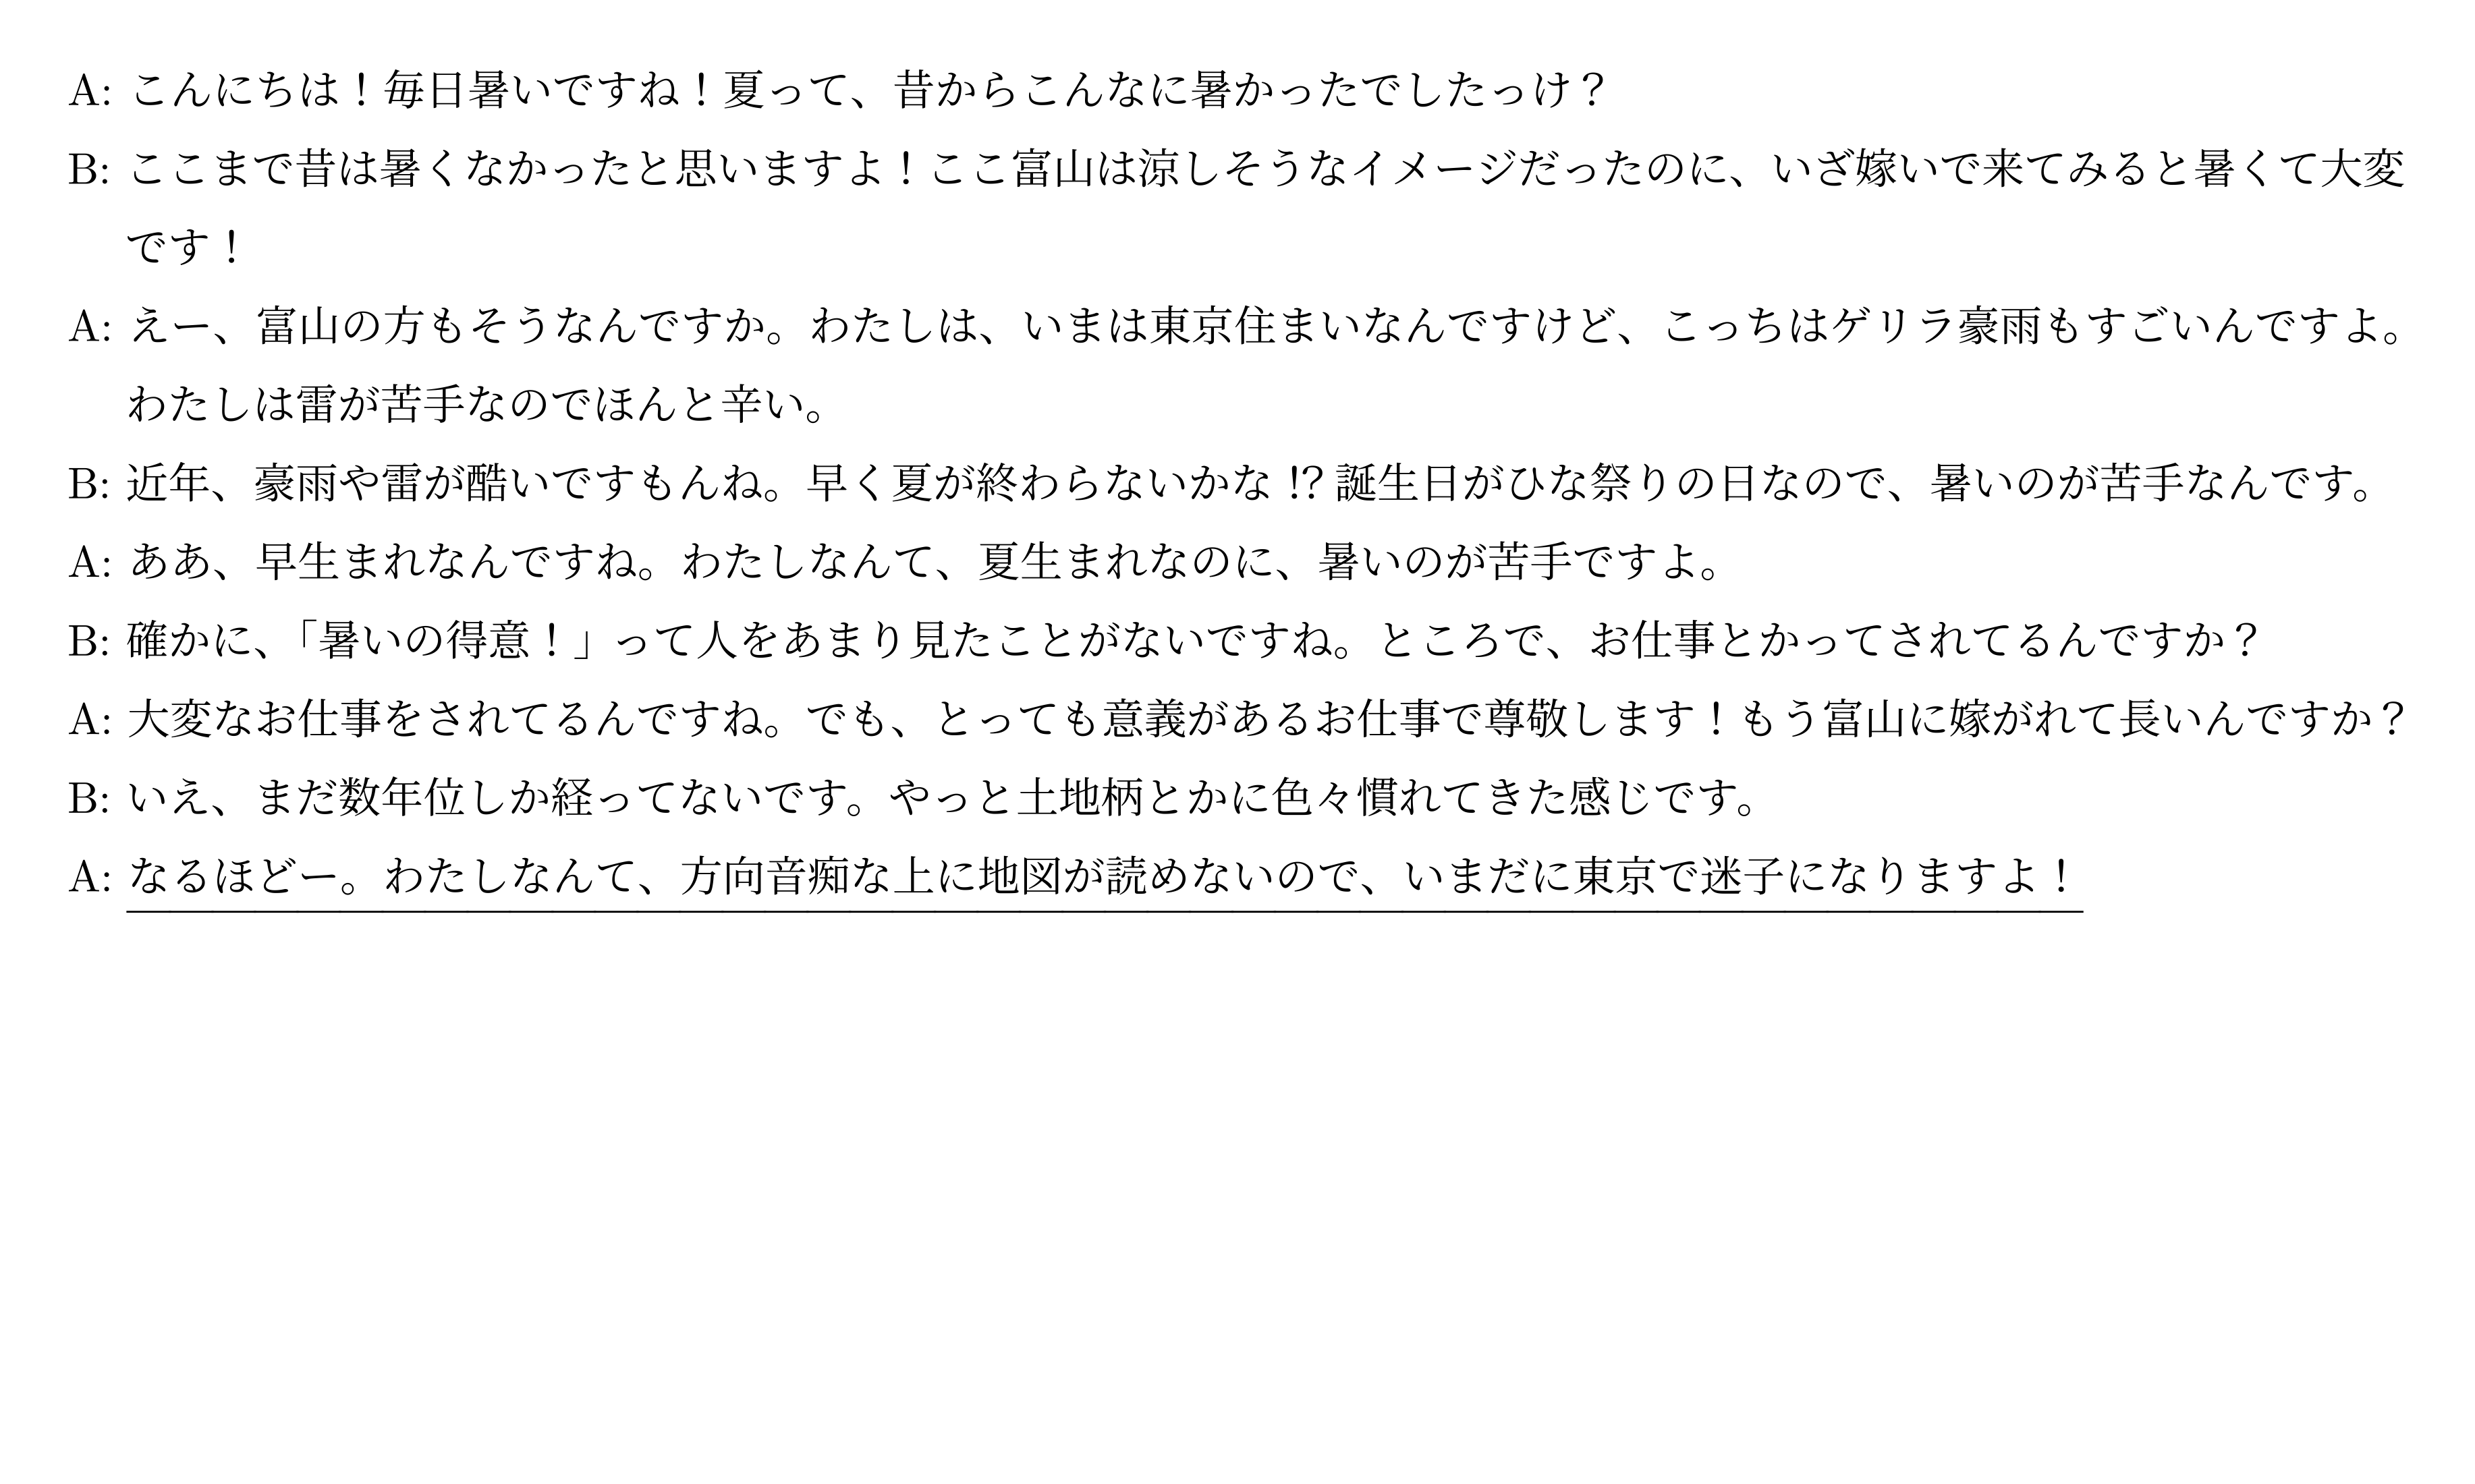 A: こんにちは！毎日暑いですね！夏って、昔からこんなに暑かったでしたっけ？
B: ここまで昔は暑くなかったと思いますよ！ここ富山は涼しそうなイメージだったのに、いざ嫁いで来てみると暑くて大変
です！
A: えー、富山の方もそうなんですか。わたしは、いまは東京住まいなんですけど、こっちはゲリラ豪雨もすごいんですよ。
わたしは雷が苦手なのでほんと辛い。
B: 近年、豪雨や雷が酷いですもんね。早く夏が終わらないかな⁉誕生日がひな祭りの日なので、暑いのが苦手なんです。
A: ああ、早生まれなんですね。わたしなんて、夏生まれなのに、暑いのが苦手ですよ。
B: 確かに、「暑いの得意！」って人をあまり見たことがないですね。ところで、お仕事とかってされてるんですか？
A: 大変なお仕事をされてるんですね。でも、とっても意義があるお仕事で尊敬します！もう富山に嫁がれて長いんですか？
B: いえ、まだ数年位しか経ってないです。やっと土地柄とかに色々慣れてきた感じです。
A: なるほどー。わたしなんて、方向音痴な上に地図が読めないので、いまだに東京で迷子になりますよ！